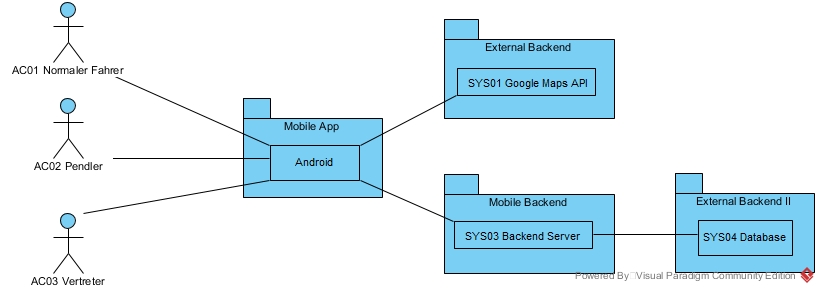 AC01 Normaler Fahrer
AC02 Pendler
AC03 Vertreter
Mobile App
Android
External Backend
SYS01 Google Maps API
Mobile Backend
SYS03 Backend Server
External Backend II
SYS04 Database
Powered By Visual Paradigm Community Edition